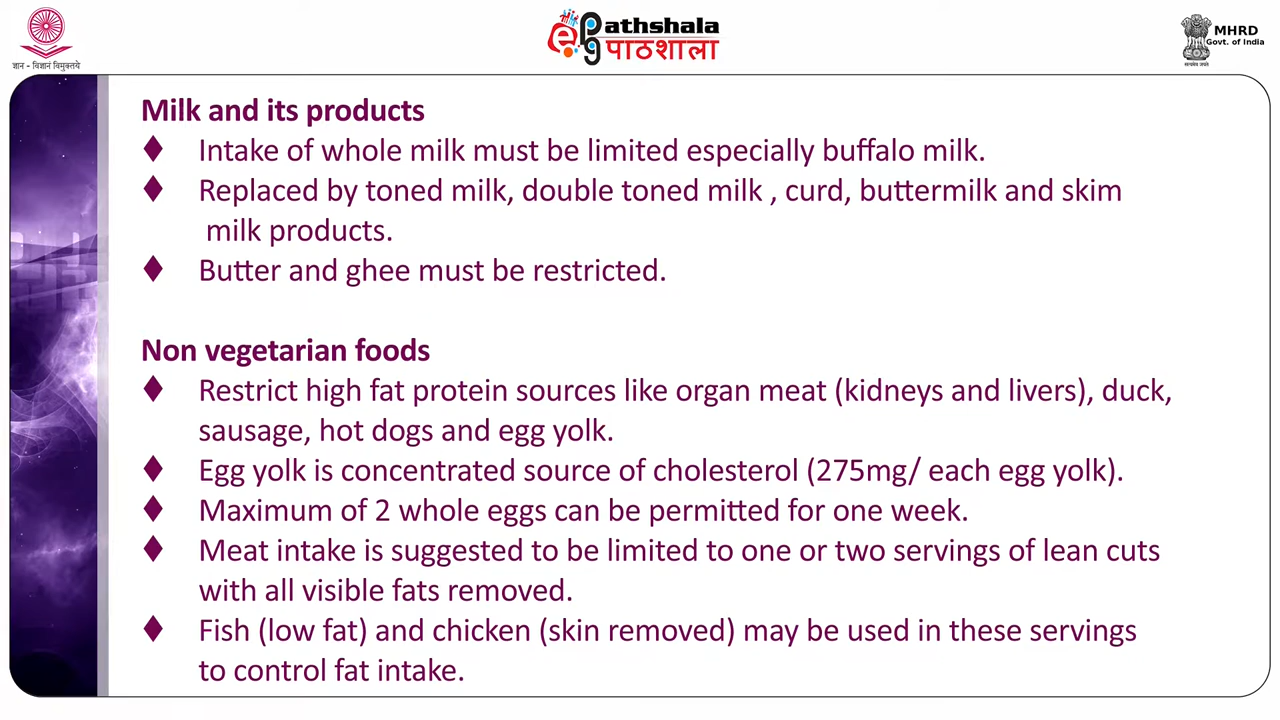 ज्ञान - विज्ञानं विमुक्तये
ePathshala
पाठशाला
MHRD
Govt. of India
सत्यमेव जयते
Milk and its products
♦ Intake of whole milk must be limited especially buffalo milk.
♦ Replaced by toned milk, double toned milk , curd, buttermilk and skim
milk products.
♦ Butter and ghee must be restricted.
Non vegetarian foods
♦ Restrict high fat protein sources like organ meat (kidneys and livers), duck,
sausage, hot dogs and egg yolk.
♦ Egg yolk is concentrated source of cholesterol (275mg/ each egg yolk).
♦ Maximum of 2 whole eggs can be permitted for one week.
♦ Meat intake is suggested to be limited to one or two servings of lean cuts
with all visible fats removed.
♦ Fish (low fat) and chicken (skin removed) may be used in these servings
to control fat intake.